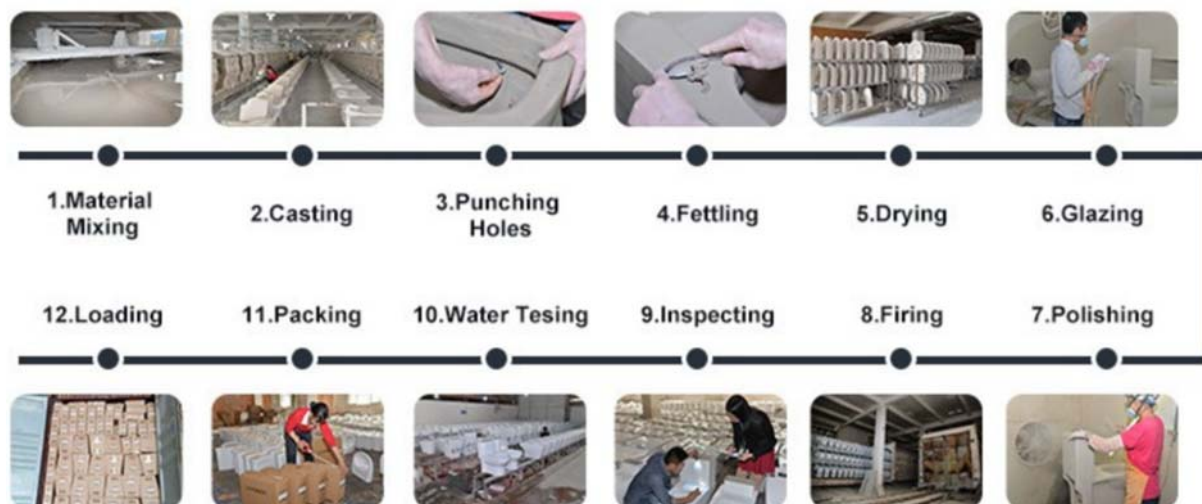 1.Material
Mixing
2.Casting
3.Punching
Holes
4.Fettling
5.Drying
6.Glazing
12.Loading
11.Packing
10.Water Tesing
9.Inspecting
8.Firing
7.Polishing